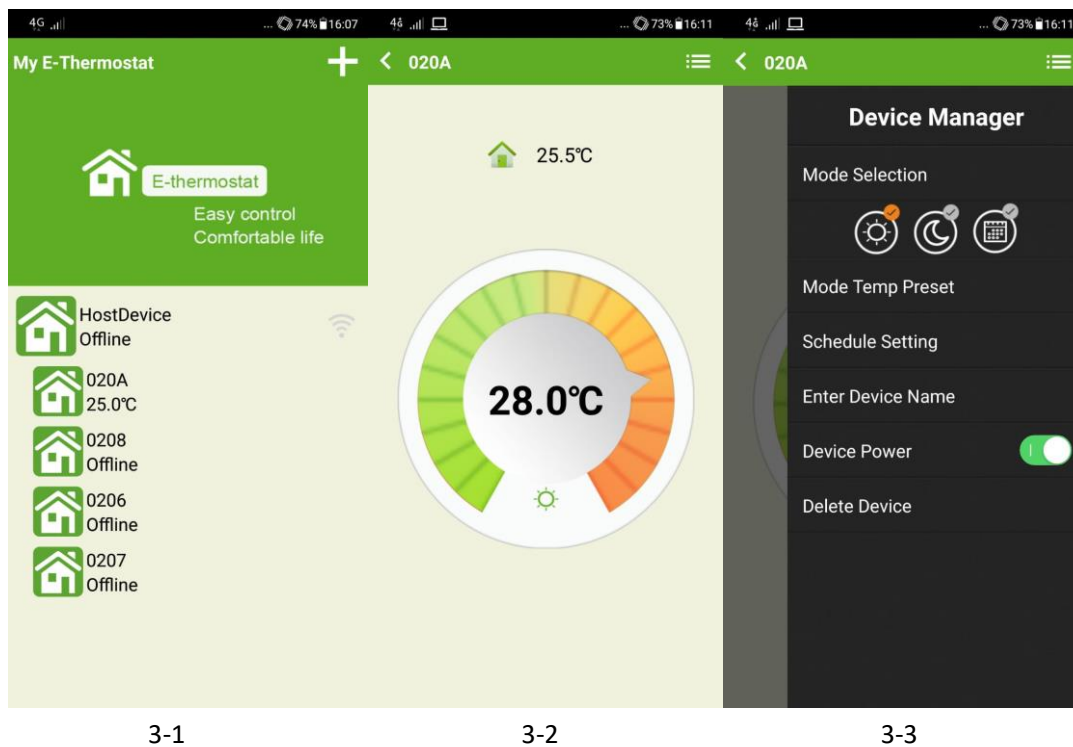 4G ... 74% 16:07
My E-Thermostat +
E-thermostat
Easy control
Comfortable life
HostDevice
Offline
020A
25.0℃
0208
Offline
0206
Offline
0207
Offline
3-1
... 73% 16:11
020A
25.5℃
28.0℃
3-2
... 73% 16:11
020A
Device Manager
Mode Selection
Mode Temp Preset
Schedule Setting
Enter Device Name
Device Power
Delete Device
3-3